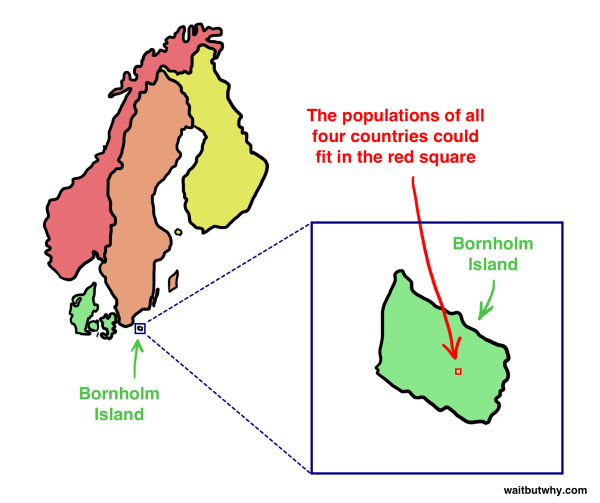 The populations of all
four countries could
fit in the red square
Bornholm
Island
Bornholm
Island
waitbutwhy.com